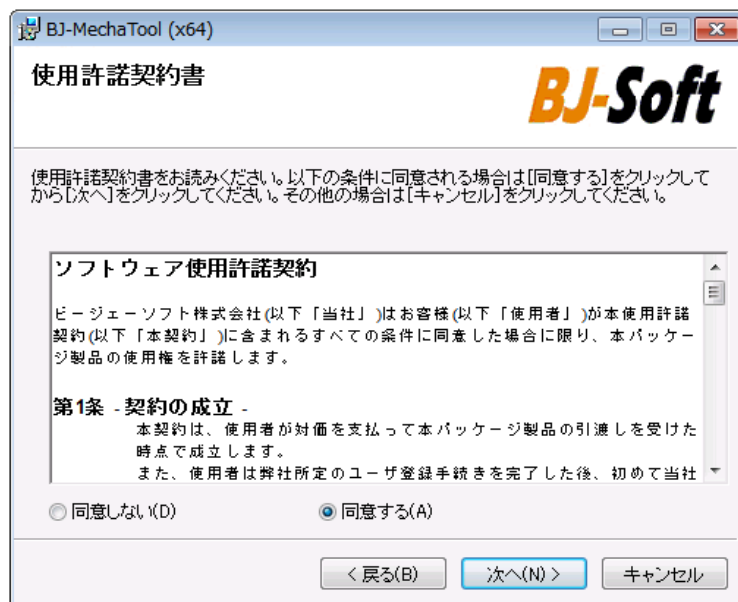 BJ-MechaTool (x64)
使用許諾契約書
BJ-Soft
使用許諾契約書をお読みください。以下の条件に同意される場合は[同意する]をクリックして
から[次へ]をクリックしてください。その他の場合は[キャンセル]をクリックしてください。
ソフトウェア使用許諾契約
ビージェーソフト株式会社(以下「当社」)はお客様(以下「使用者」)が本使用許諾
契約(以下「本契約」)に含まれるすべての条件に同意した場合に限り、本パッケー
ジ製品の使用権を許諾します。
第1条 - 契約の成立 -
本契約は、使用者が対価を支払って本パッケージ製品の引渡しを受けた
時点で成立します。
また、使用者は弊社所定のユーザ登録手続きを完了した後、初めて当社
同意しない(D)
同意する(A)
< 戻る(B)
次へ(N) >
キャンセル